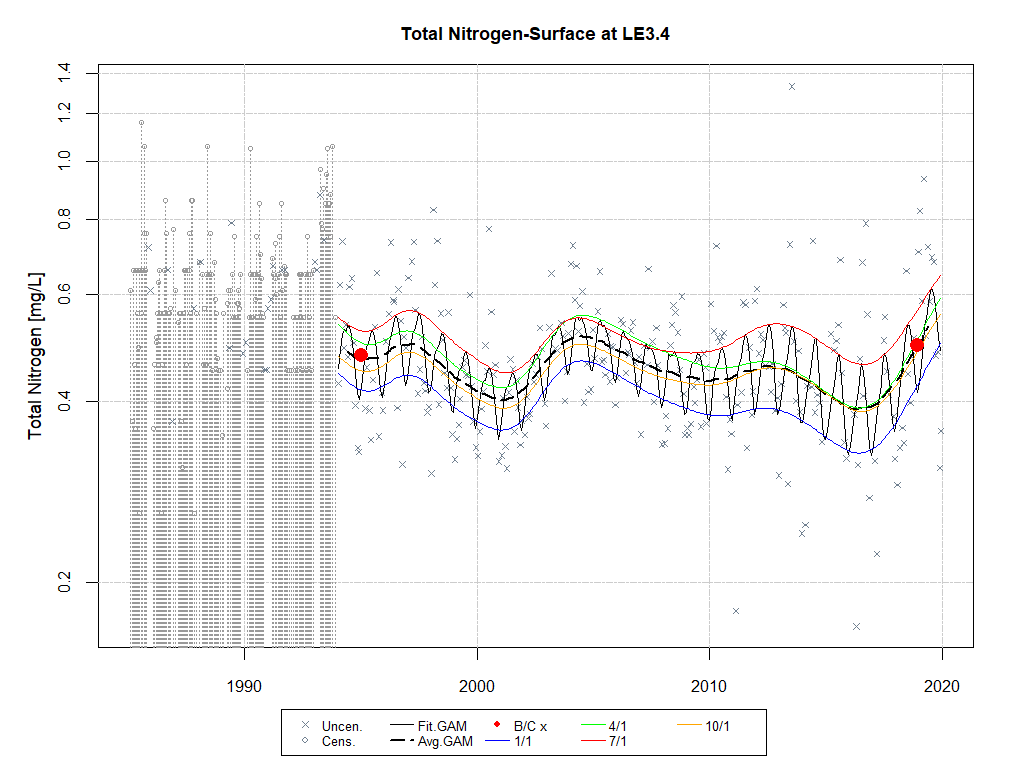 Total Nitrogen-Surface at LE3.4
Total Nitrogen [mg/L]
1.4
1.2
1.0
0.8
0.6
0.4
0.2
1990 2000 2010 2020
Uncen. Fit.GAM B/C x 4/1 10/1
Cens. Avg.GAM 1/1 7/1